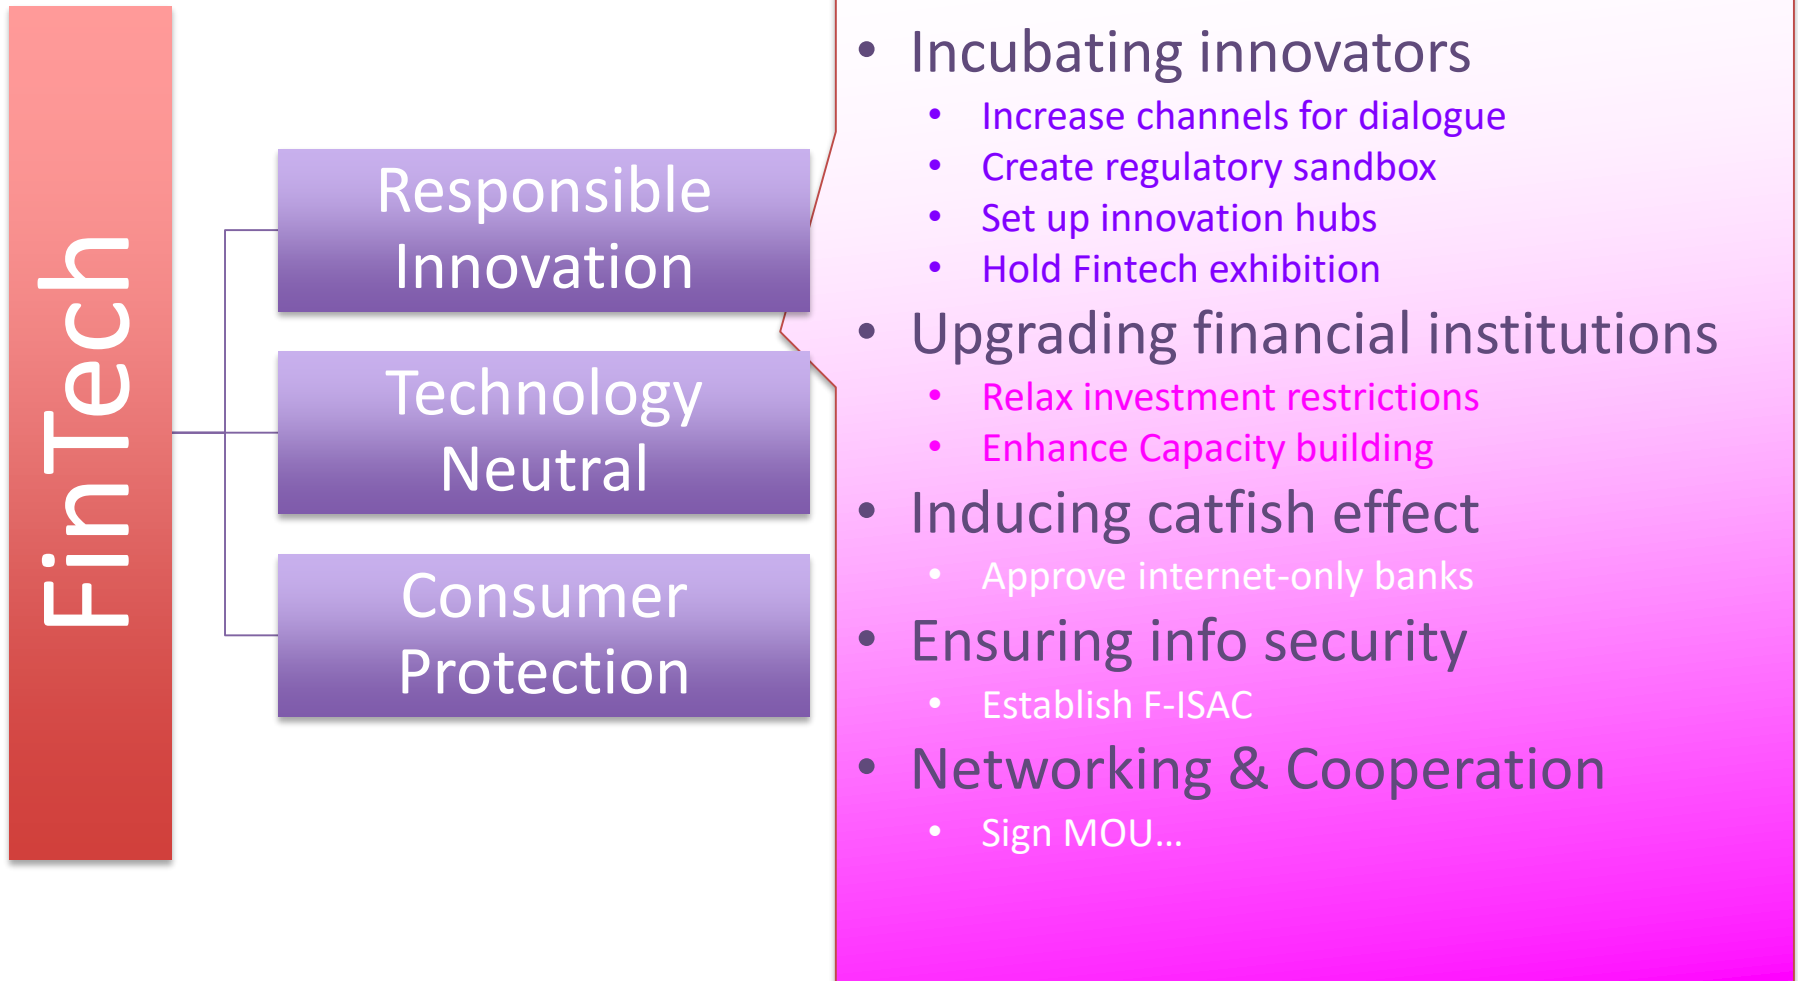 FinTech
Responsible
Innovation
Technology
Neutral
Consumer
Protection
• Incubating innovators
• Increase channels for dialogue
• Create regulatory sandbox
• Set up innovation hubs
• Hold Fintech exhibition
• Upgrading financial institutions
• Relax investment restrictions
• Enhance Capacity building
• Inducing catfish effect
• Approve internet-only banks
• Ensuring info security
• Establish F-ISAC
• Networking & Cooperation
• Sign MOU...